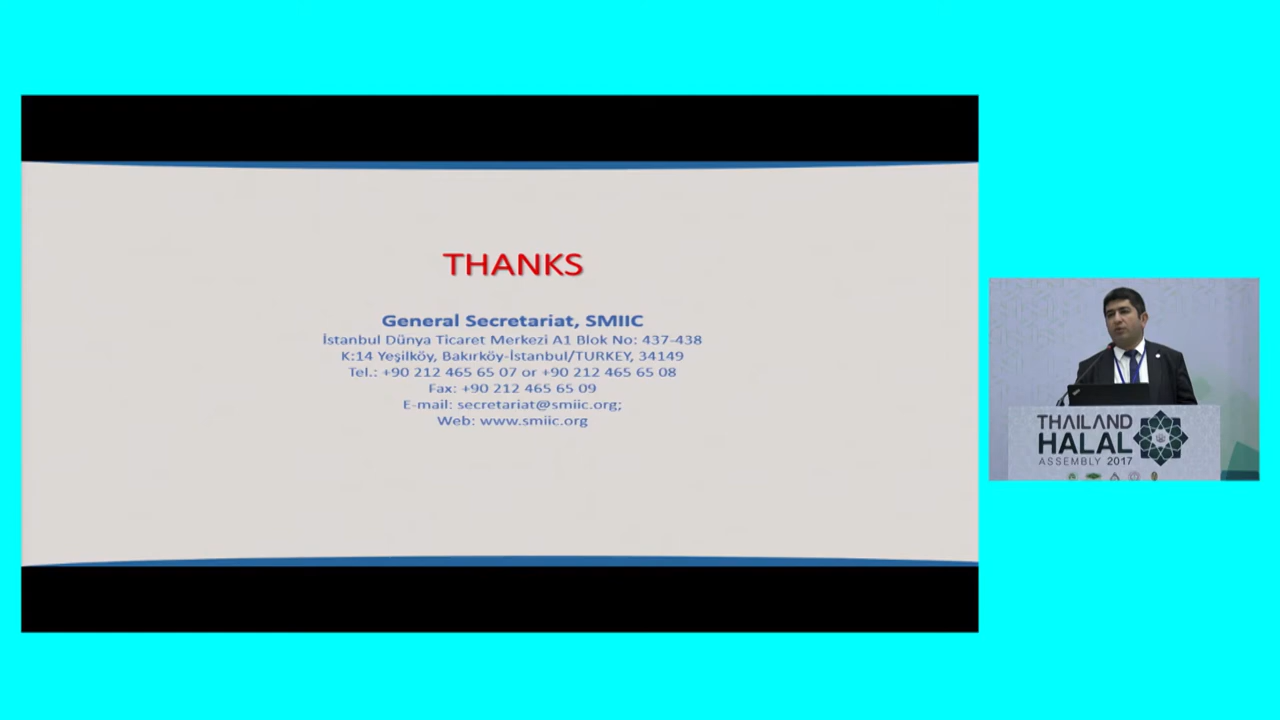 THANKS
General Secretariat, SMIIC
İstanbul Dünya Ticaret Merkezi A1 Blok No: 437-438
K:14 Yeşilköy, Bakırköy-İstanbul/TURKEY, 34149
Tel.: +90 212 465 65 07 or +90 212 465 65 08
Fax: +90 212 465 65 09
E-mail: secretariat@smiic.org;
Web: www.smiic.org
THAILAND
HALAL
ASSEMBLY 2017